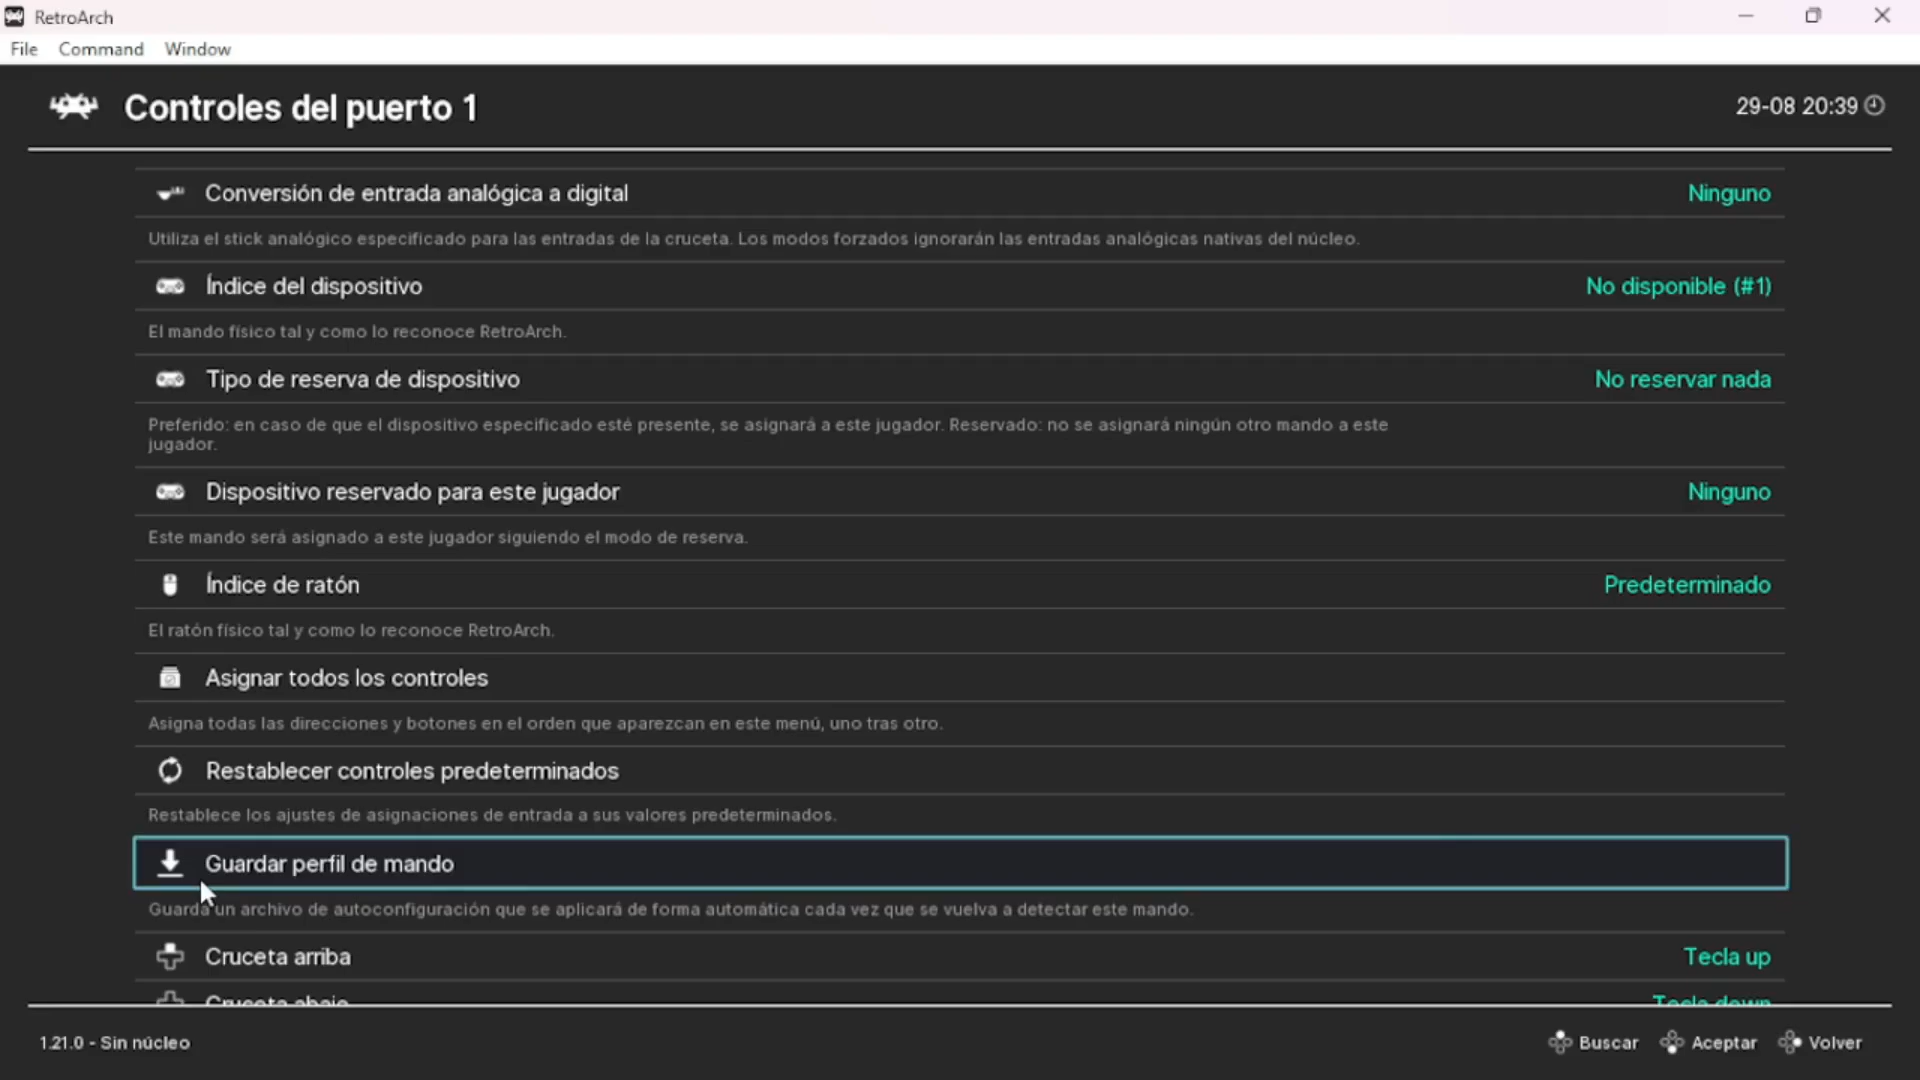 RetroArch
File Command Window
Controles del puerto 1
29-08 20:39
Conversión de entrada analógica a digital
Ninguno
Utiliza el stick analógico especificado para las entradas de la cruceta. Los modos forzados ignorarán las entradas analógicas nativas del núcleo.
Índice del dispositivo
No disponible (#1)
El mando físico tal y como lo reconoce RetroArch.
Tipo de reserva de dispositivo
No reservar nada
Preferido: en caso de que el dispositivo especificado esté presente, se asignará a este jugador. Reservado: no se asignará ningún otro mando a este
jugador.
Dispositivo reservado para este jugador
Ninguno
Este mando será asignado a este jugador siguiendo el modo de reserva.
Índice de ratón
Predeterminado
El ratón físico tal y como lo reconoce RetroArch.
Asignar todos los controles
Asigna todas las direcciones y botones en el orden que aparezcan en este menú, uno tras otro.
Restablecer controles predeterminados
Restablece los ajustes de asignaciones de entrada a sus valores predeterminados.
Guardar perfil de mando
Guarda un archivo de autoconfiguración que se aplicará de forma automática cada vez que se vuelva a detectar este mando.
Cruceta arriba
Tecla up
Cruceta abajo
Tecla down
1.21.0 - Sin núcleo
Buscar Aceptar Volver